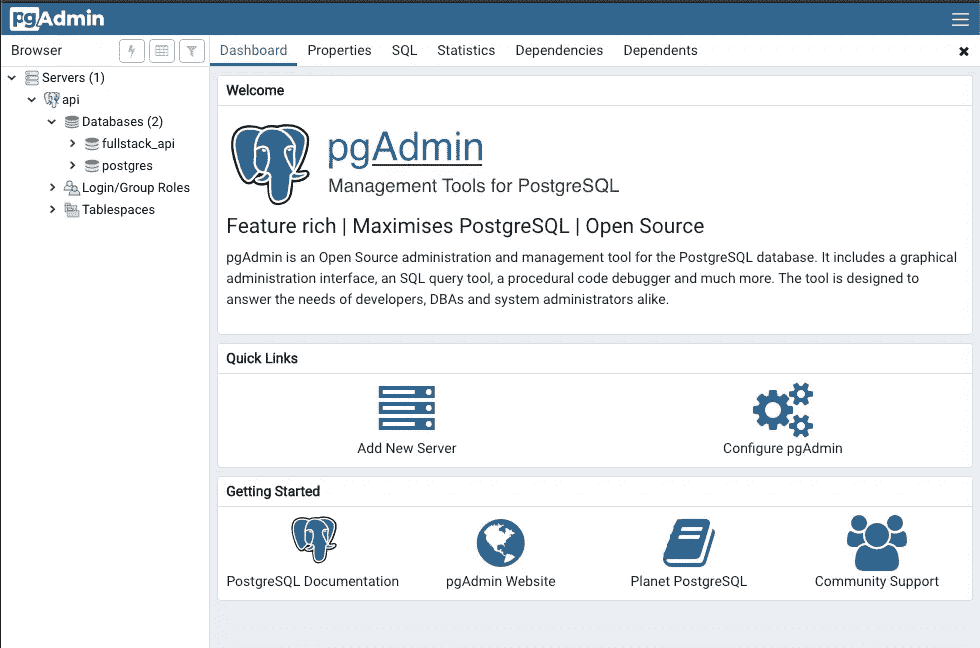 pgAdmin
Browser
Dashboard Properties SQL Statistics Dependencies Dependents
Servers (1)
api
Databases (2)
fullstack_api
postgres
Login/Group Roles
Tablespaces
Welcome
pgAdmin
Management Tools for PostgreSQL
Feature rich | Maximises PostgreSQL | Open Source
pgAdmin is an Open Source administration and management tool for the PostgreSQL database. It includes a graphical
administration interface, an SQL query tool, a procedural code debugger and much more. The tool is designed to
answer the needs of developers, DBAs and system administrators alike.
Quick Links
Add New Server
Configure pgAdmin
Getting Started
PostgreSQL Documentation
pgAdmin Website
Planet PostgreSQL
Community Support